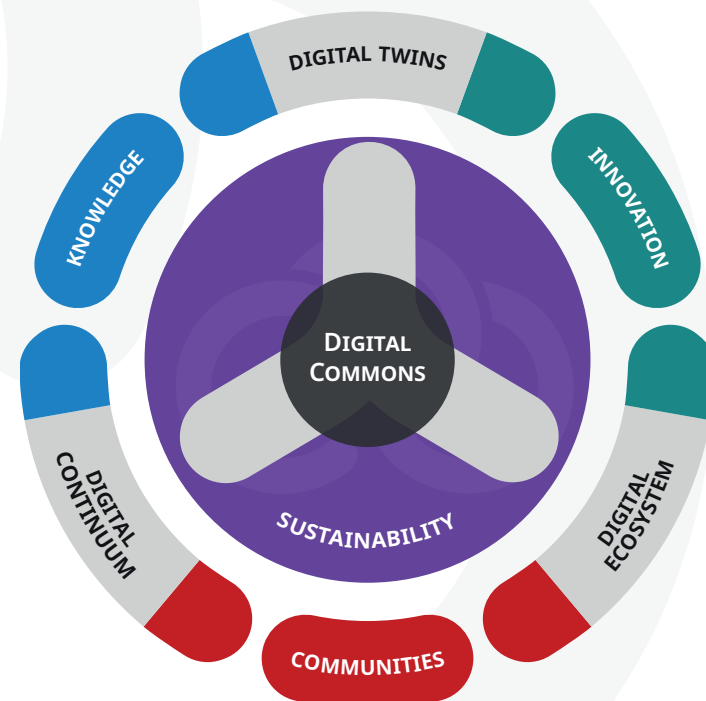 DIGITAL TWINS
KNOWLEDGE
INNOVATION
DIGITAL
COMMONS
DIGITAL
CONTINUUM
DIGITAL
ECOSYSTEM
SUSTAINABILITY
COMMUNITIES